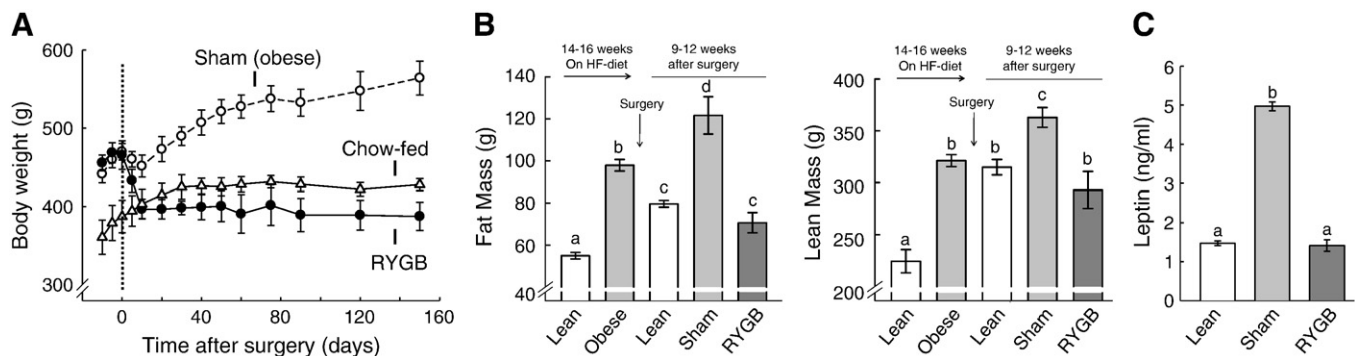 A
600
500
400
300
Body weight (g)
Sham (obese)
Chow-fed
RYGB
0 40 80 120 160
Time after surgery (days)
B
14-16 weeks
On HF-diet
9-12 weeks
after surgery
Surgery
140
120
100
80
60
40
Fat Mass (g)
a b c d c
Lean Obese Lean Sham RYGB
14-16 weeks
On HF-diet
9-12 weeks
after surgery
Surgery
400
350
300
250
200
Lean Mass (g)
a b b c b
Lean Obese Lean Sham RYGB
C
6
5
4
3
2
1
0
Leptin (ng/ml)
a b a
Lean Sham RYGB